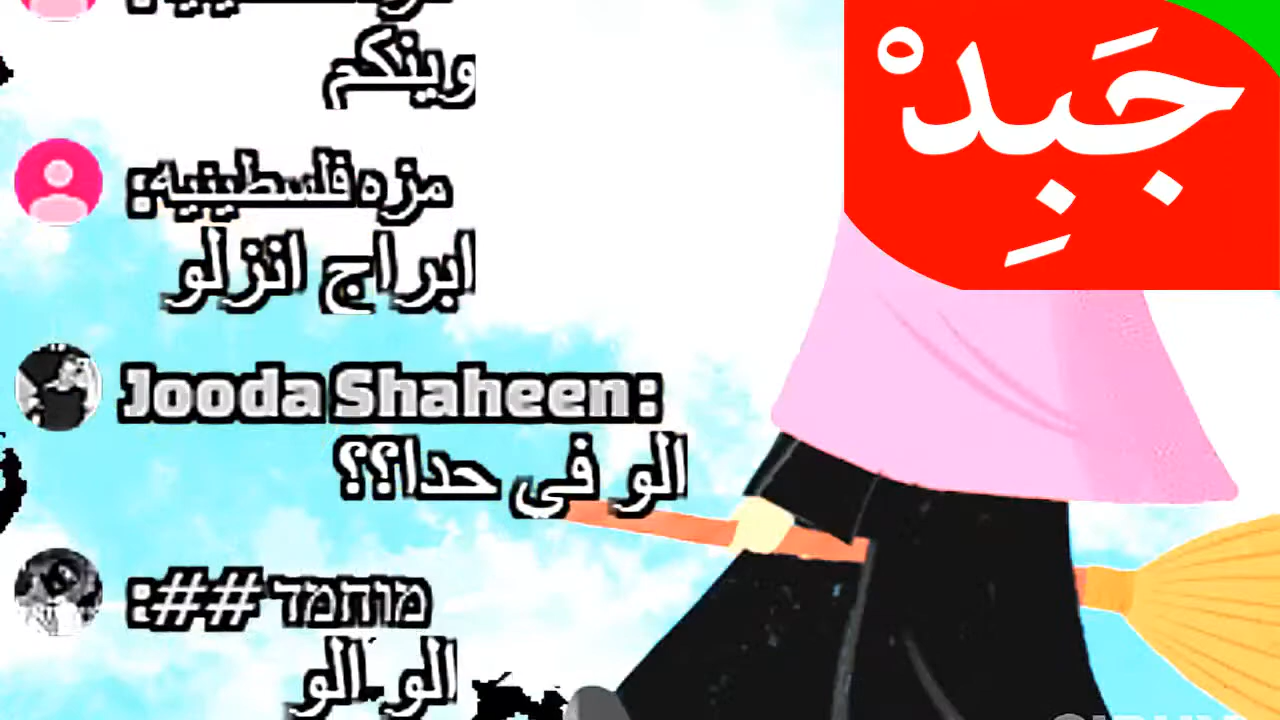 وينكم
جَبِدْ
مزه فلسطينيه:
ابراج انزلو
Jooda Shaheen:
الو في حدا؟؟
מוחמד ##:
الو الو